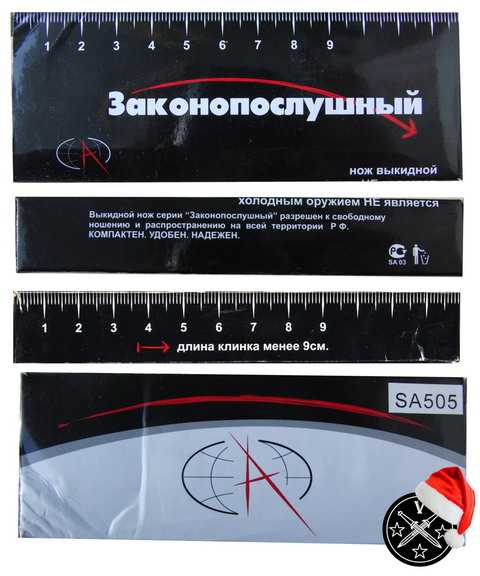 1 2 3 4 5 6 7 8 9
Законопослушный
нож выкидной
НЕ
холодным оружием НЕ является
Выкидной нож серии "Законопослушный" разрешен к свободному
ношению и распространению на всей территории Р Ф.
КОМПАКТЕН. УДОБЕН. НАДЕЖЕН.
SA 03
1 2 3 4 5 6 7 8 9
длина клинка менее 9см.
SA505
A
V